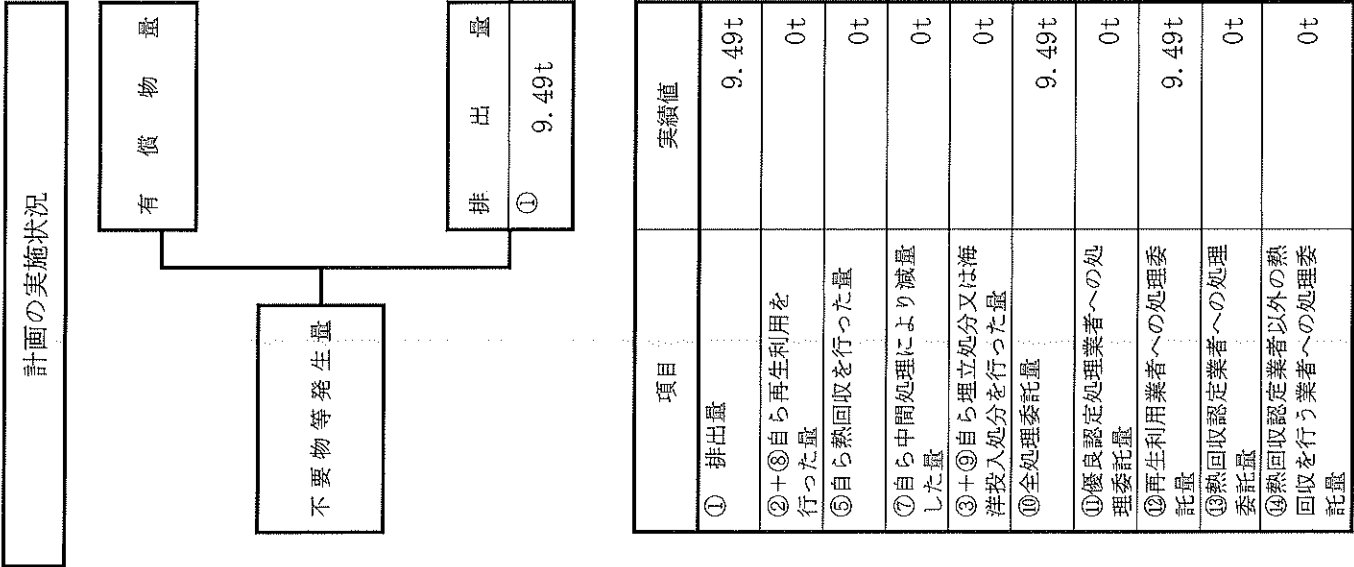 計画の実施状況
有償物量
不要物等発生量
排出量
①
9.49t
項目
実績値
① 排出量
9.49t
②+⑧自ら再生利用を
行った量
0t
⑤自ら熱回収を行った量
0t
⑦自ら中間処理により減量
した量
0t
③+⑨自ら埋立処分又は海
洋投入処分を行った量
0t
⑩全処理委託量
9.49t
⑪優良認定処理業者への処
理委託量
0t
⑫再生利用業者への処理委
託量
9.49t
⑬熱回収認定業者への処理
委託量
0t
⑭熱回収認定業者以外の熱
回収を行う業者への処理委
託量
0t